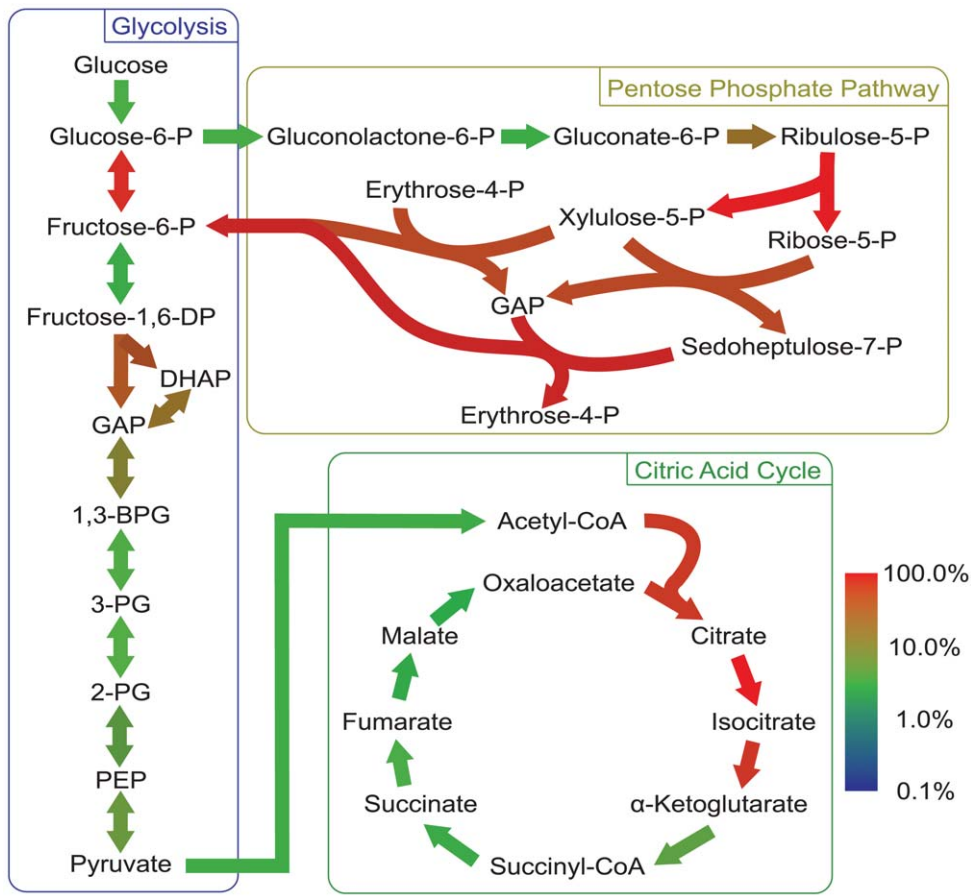 Glycolysis
Glucose
Glucose-6-P
Fructose-6-P
Fructose-1,6-DP
DHAP
GAP
1,3-BPG
3-PG
2-PG
PEP
Pyruvate
Pentose Phosphate Pathway
Gluconolactone-6-P
Gluconate-6-P
Ribulose-5-P
Erythrose-4-P
Xylulose-5-P
Ribose-5-P
GAP
Sedoheptulose-7-P
Erythrose-4-P
Citric Acid Cycle
Acetyl-CoA
Oxaloacetate
Malate
Citrate
Fumarate
Isocitrate
Succinate
α-Ketoglutarate
Succinyl-CoA
100.0%
10.0%
1.0%
0.1%